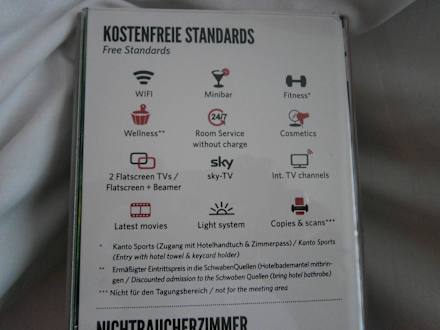 KOSTENFREIE STANDARDS
Free Standards
WIFI
Minibar
Fitness*
Wellness**
24/7
Room Service
without charge
Cosmetics
2 Flatscreen TVs /
Flatscreen + Beamer
sky
sky-TV
Int. TV channels
Latest movies
Light system
Copies & scans***
* Kanto Sports (Zugang mit Hotelhandtuch & Zimmerpass) / Kanto Sports
(Entry with hotel towel & keycard holder)
** Ermäßigter Eintrittspreis in die SchwabenQuellen (Hotelbademantel mitbrin-
gen / Discounted admission to the Schwaben Quellen (bring hotel bathrobe)
*** Nicht für den Tagungsbereich / not for the meeting area
NICHTRAUCHERZIMMER